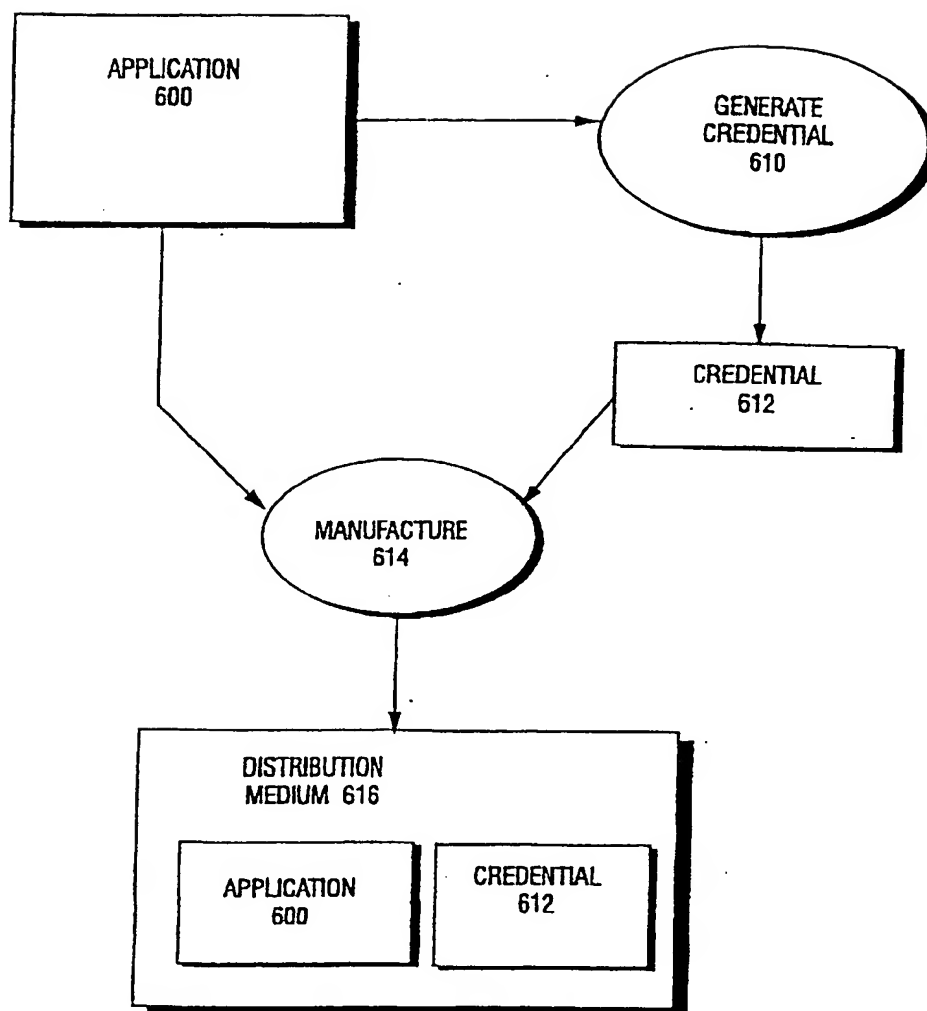 APPLICATION
600
GENERATE
CREDENTIAL
610
CREDENTIAL
612
MANUFACTURE
614
DISTRIBUTION
MEDIUM 616
APPLICATION
600
CREDENTIAL
612